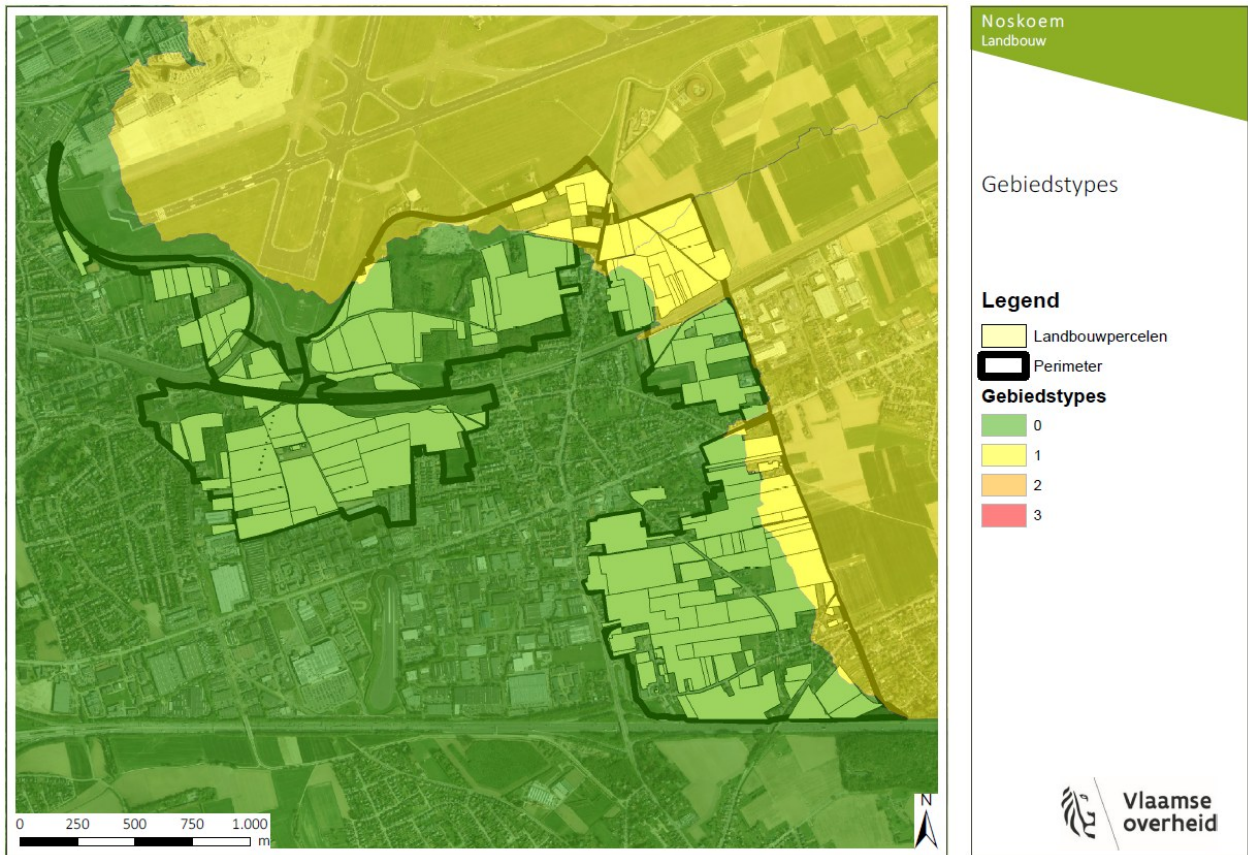 Noskoem
Landbouw
Gebiedstypes
Legend
Landbouwpercelen
Perimeter
Gebiedstypes
0
1
2
3
0 250 500 750 1.000
m
N
Vlaamse
overheid